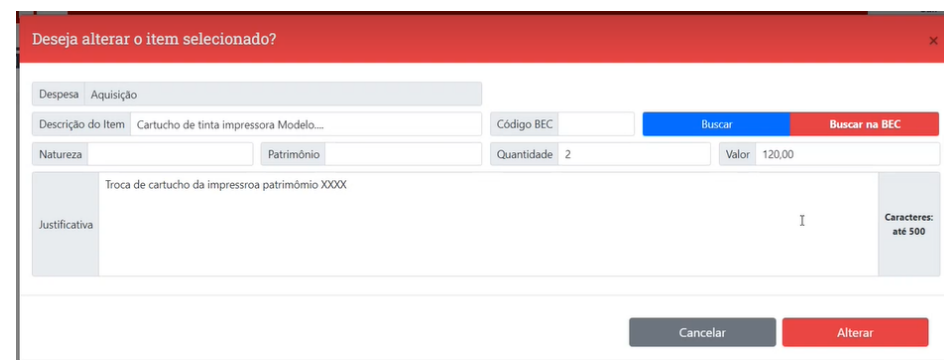 Deseja alterar o item selecionado? ×
Despesa Aquisição
Descrição do Item Cartucho de tinta impressora Modelo.... Código BEC Buscar Buscar na BEC
Natureza Patrimônio Quantidade 2 Valor 120,00
Troca de cartucho da impressroa patrimômio XXXX
Justificativa Caracteres:
até 500
Cancelar Alterar